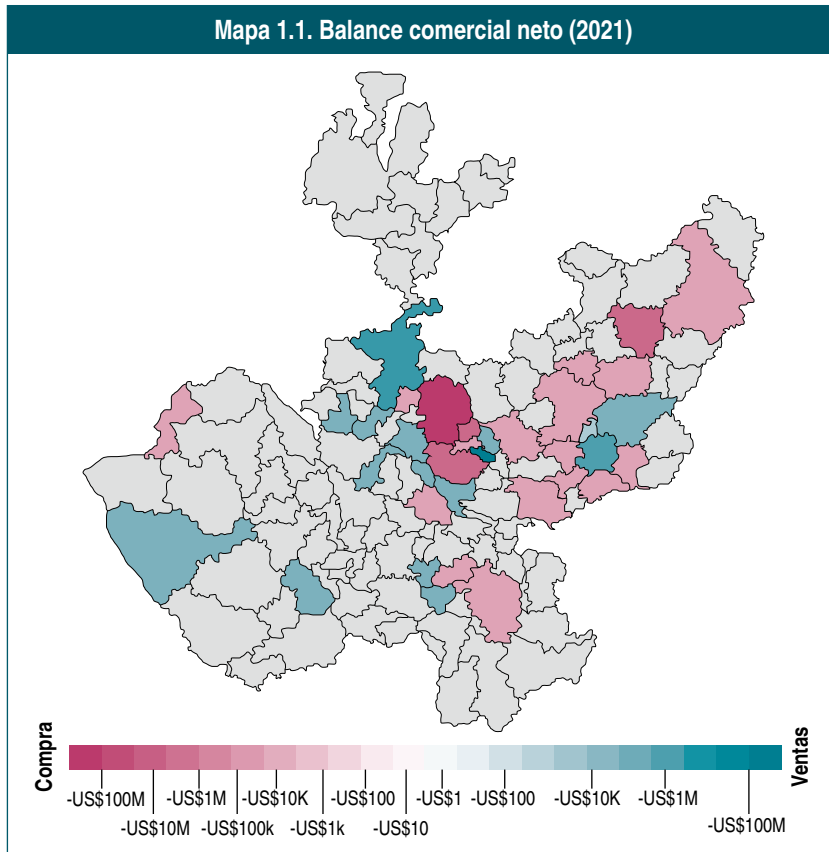 Mapa 1.1. Balance comercial neto (2021)
Compra
Ventas
-US$100M
-US$1M
-US$10K
-US$100
-US$1
-US$100
-US$10K
-US$1M
-US$10M
-US$100k
-US$1k
-US$10
-US$100M